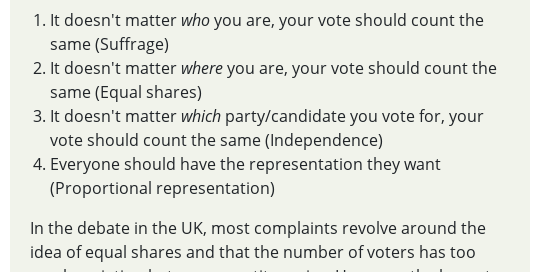 1. It doesn't matter who you are, your vote should count the
same (Suffrage)
2. It doesn't matter where you are, your vote should count the
same (Equal shares)
3. It doesn't matter which party/candidate you vote for, your
vote should count the same (Independence)
4. Everyone should have the representation they want
(Proportional representation)
In the debate in the UK, most complaints revolve around the
idea of equal shares and that the number of voters has too